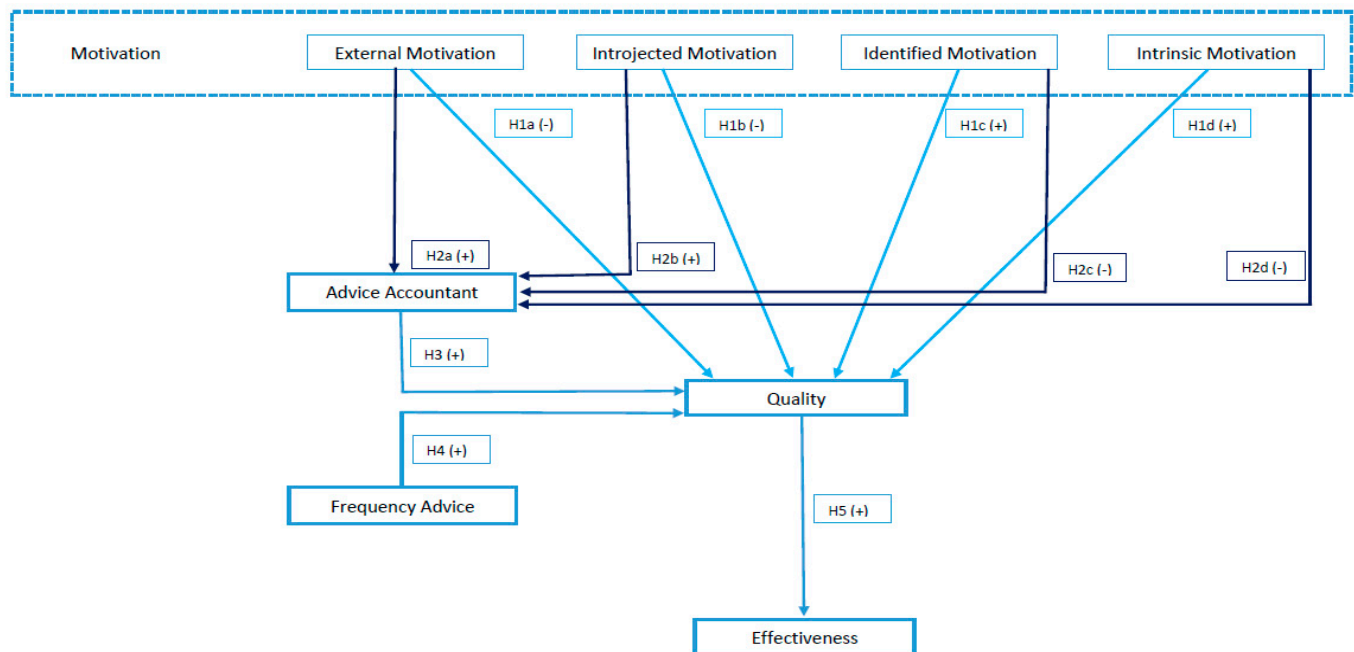 Motivation
External Motivation
Introjected Motivation
Identified Motivation
Intrinsic Motivation
H1a (-)
H1b (-)
H1c (+)
H1d (+)
H2a (+)
H2b (+)
H2c (-)
H2d (-)
Advice Accountant
H3 (+)
Quality
H4 (+)
Frequency Advice
H5 (+)
Effectiveness